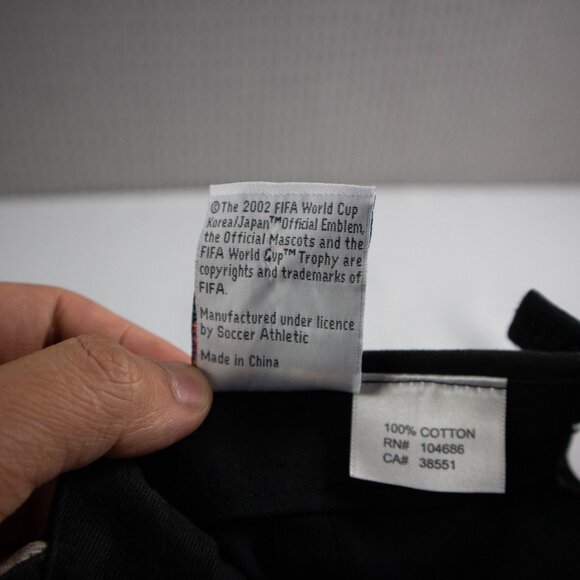 ©The 2002 FIFA World Cup
Korea/Japan™Official Emblem,
the Official Mascots and the
FIFA World Cup™ Trophy are
copyrights and trademarks of
FIFA.
Manufactured under licence
by Soccer Athletic
Made in China
100% COTTON
RN# 104686
CA# 38551